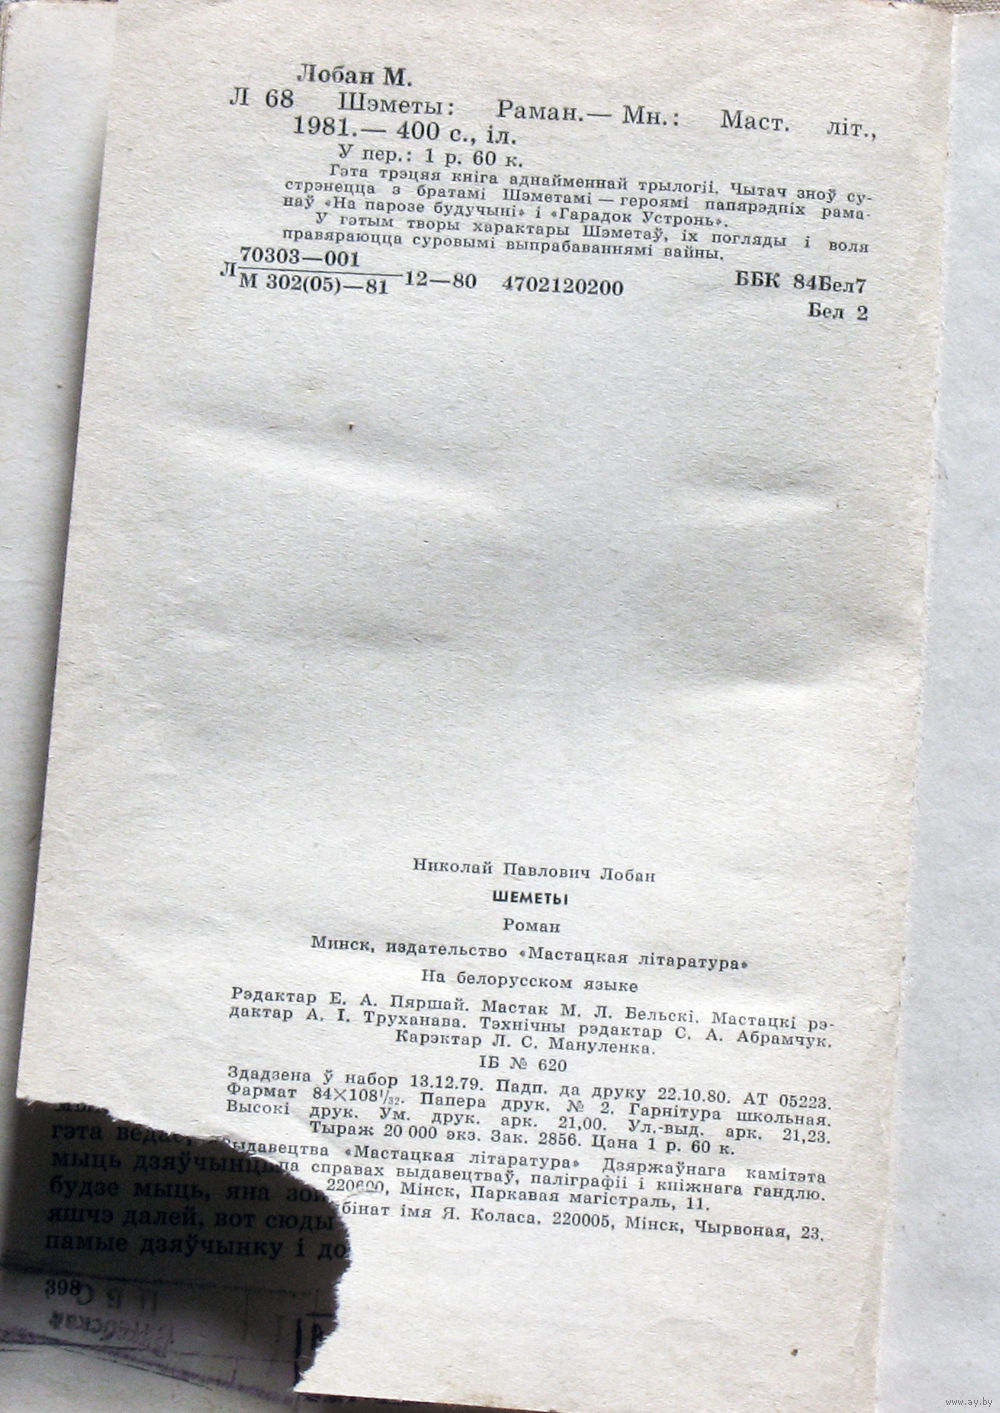 Лобан М.
Л 68 Шэметы: Раман.— Мн.: Маст. літ.,
1981.— 400 с., іл.
У пер.: 1 р. 60 к.
Гэта трэцяя кніга аднайменнай трылогіі. Чытач зноў су-
стрэнецца з братамі Шэметамі — героямі папярэдніх рама-
наў «На парозе будучыні» і «Гарадок Устронь».
У гэтым творы характары Шэметаў, іх погляды і воля
правяраюцца суровымі выпрабаваннямі вайны.
Л 70303—001
М 302(05)—81 12—80 4702120200 ББК 84Бел7
Бел 2
Николай Павлович Лобан
ШЕМЕТЫ
Роман
Минск, издательство «Мастацкая літаратура»
На белорусском языке
Рэдактар Е. А. Пяршай. Мастак М. Л. Бельскі. Мастацкі рэ-
дактар А. І. Труханава. Тэхнічны рэдактар С. А. Абрамчук.
Карэктар Л. С. Мануленка.
ІБ № 620
Здадзена ў набор 13.12.79. Падп. да друку 22.10.80. АТ 05223.
Фармат 84×108¹/₃₂. Папера друк. № 2. Гарнітура школьная.
Высокі друк. Ум. друк. арк. 21,00. Ул.-выд. арк. 21,23.
Тыраж 20 000 экз. Зак. 2856. Цана 1 р. 60 к.
Выдавецтва «Мастацкая літаратура» Дзяржаўнага камітэта
па справах выдавецтваў, паліграфіі і кніжнага гандлю.
220600, Мінск, Паркавая магістраль, 11.
бінат імя Я. Коласа. 220005, Мінск, Чырвоная, 23.
гэта ведае,
мыць дзяўчынц
будзе мыць, яна
яшчэ далей, вот сюды
памые дзяўчынку і до
398
Ц Б С
www.ay.by